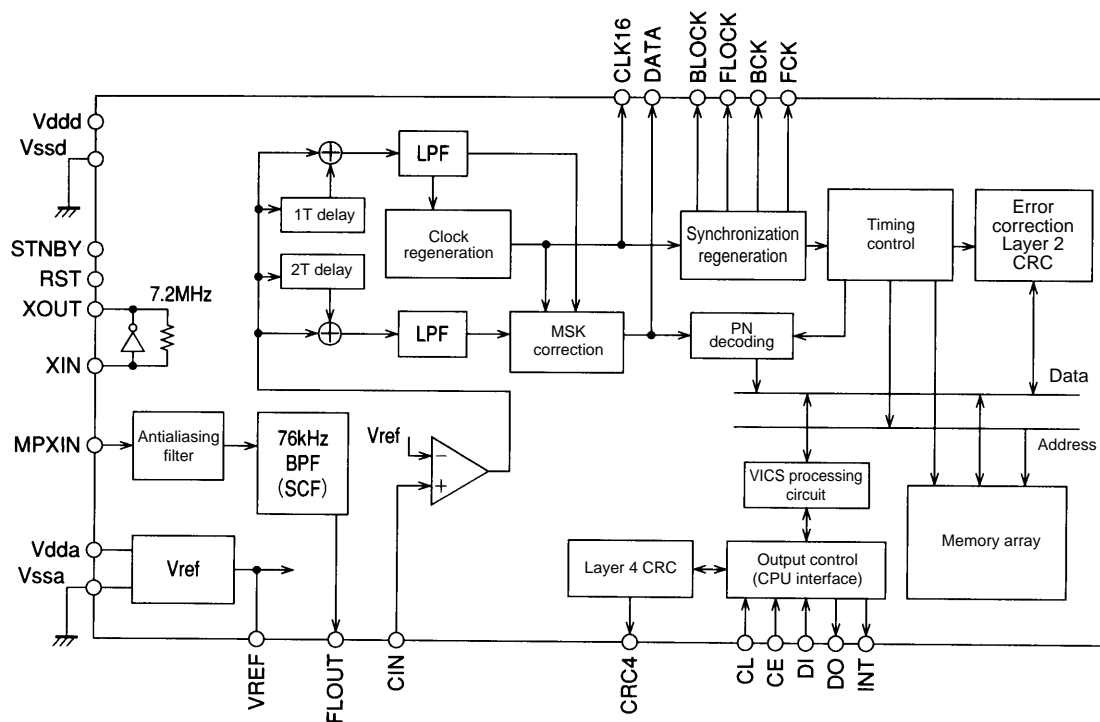 CLK16
DATA
BLOCK
FLOCK
BCK
FCK
Vddd
Vssd
STNBY
RST
XOUT
7.2MHz
XIN
MPXIN
Vdda
Vssa
LPF
1T delay
Clock
regeneration
2T delay
LPF
MSK
correction
Synchronization
regeneration
Timing
control
Error
correction
Layer 2
CRC
PN
decoding
Data
Address
Antialiasing
filter
76kHz
BPF
(SCF)
Vref
−
+
VICS processing
circuit
Memory array
Vref
Layer 4 CRC
Output control
(CPU interface)
VREF
FLOUT
CIN
CRC4
CL
CE
DI
DO
INT